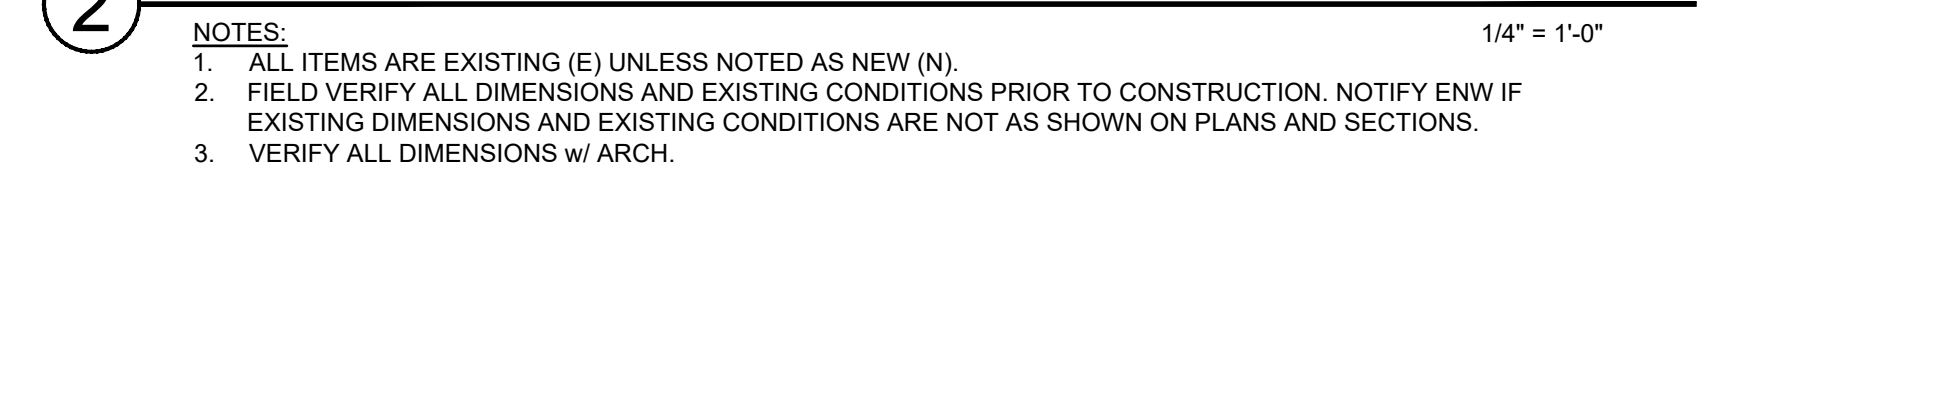 2
NOTES:
1/4" = 1'-0"
1. ALL ITEMS ARE EXISTING (E) UNLESS NOTED AS NEW (N).
2. FIELD VERIFY ALL DIMENSIONS AND EXISTING CONDITIONS PRIOR TO CONSTRUCTION. NOTIFY ENW IF
EXISTING DIMENSIONS AND EXISTING CONDITIONS ARE NOT AS SHOWN ON PLANS AND SECTIONS.
3. VERIFY ALL DIMENSIONS w/ ARCH.